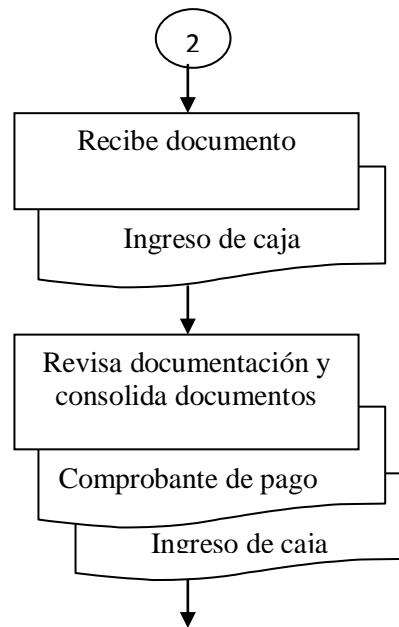 2
Recibe documento
Ingreso de caja
Revisa documentación y
consolida documentos
Comprobante de pago
Ingreso de caja